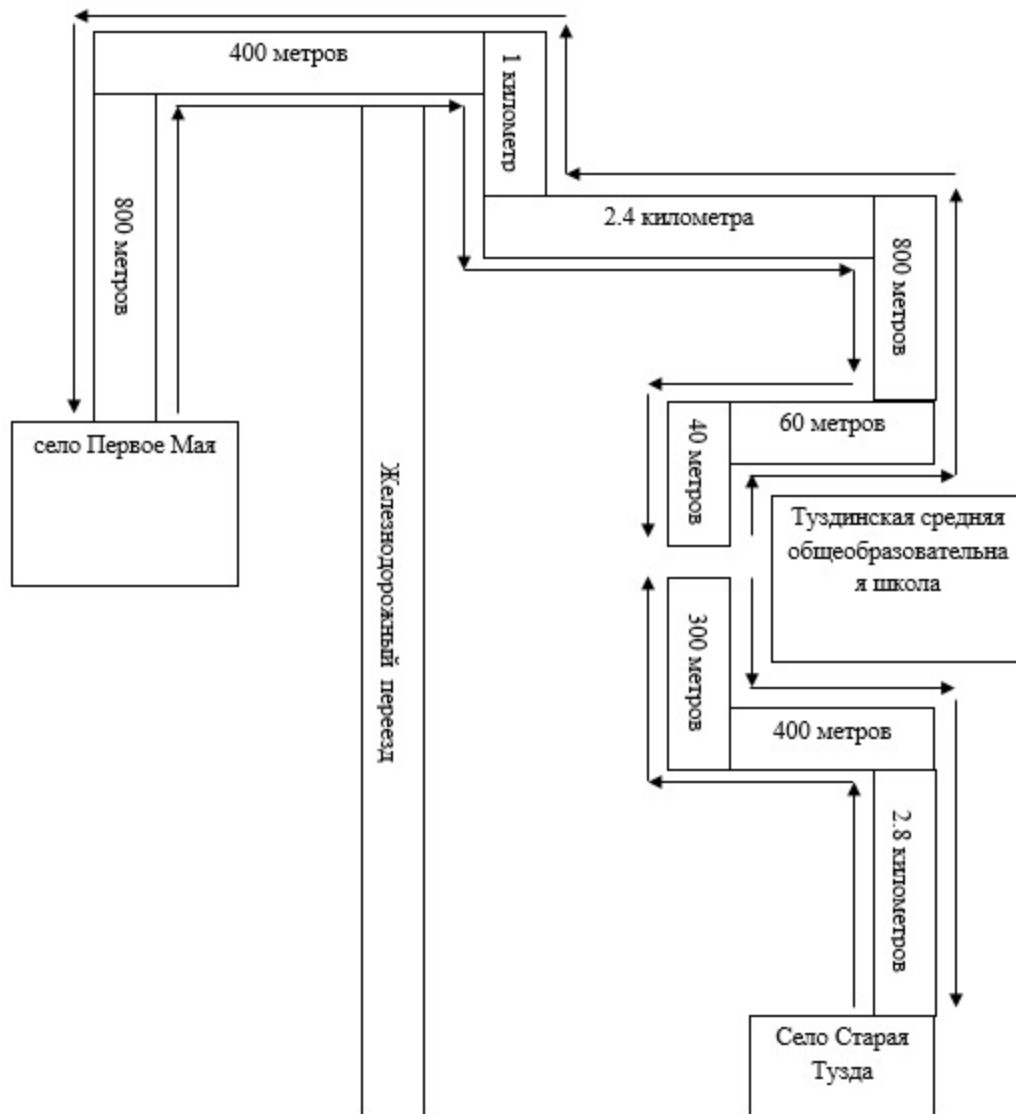 400 метров
1 километр
2.4 километра
800 метров
800 метров
60 метров
40 метров
село Первое Мая
Туздинская средняя
общеобразовательна
я школа
Железнодорожный переезд
300 метров
400 метров
2.8 километров
Село Старая
Тузда